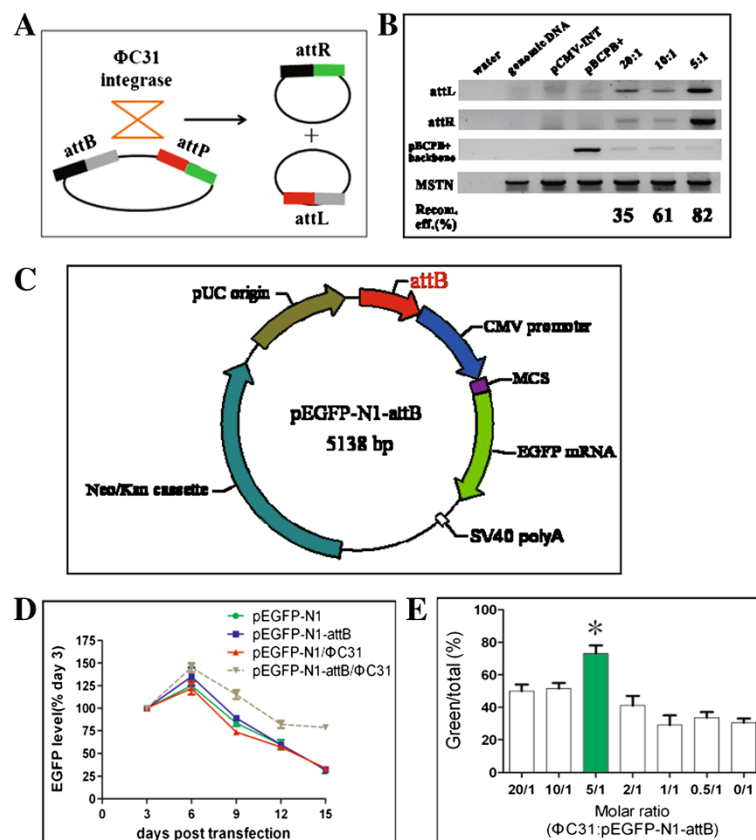 A
ΦC31
integrase
attB
attP
attR
+
attL
B
water
genomic DNA
pCMV-INT
pBCPB+
20:1
10:1
5:1
attL
attR
pBCPB+
backbone
MSTN
Recom.
eff.(%)
35 61 82
C
pUC origin
attB
CMV promoter
MCS
pEGFP-N1-attB
5138 bp
EGFP mRNA
Neo/Kan cassette
SV40 polyA
D
pEGFP-N1
pEGFP-N1-attB
pEGFP-N1/ΦC31
pEGFP-N1-attB/ΦC31
EGFP level(% day 3)
175
150
125
100
75
50
25
0
0 3 6 9 12 15
days post transfection
E
Green/total (%)
100
80
60
40
20
0
*
20/1 10/1 5/1 2/1 1/1 0.5/1 0/1
Molar ratio
(ΦC31:pEGFP-N1-attB)